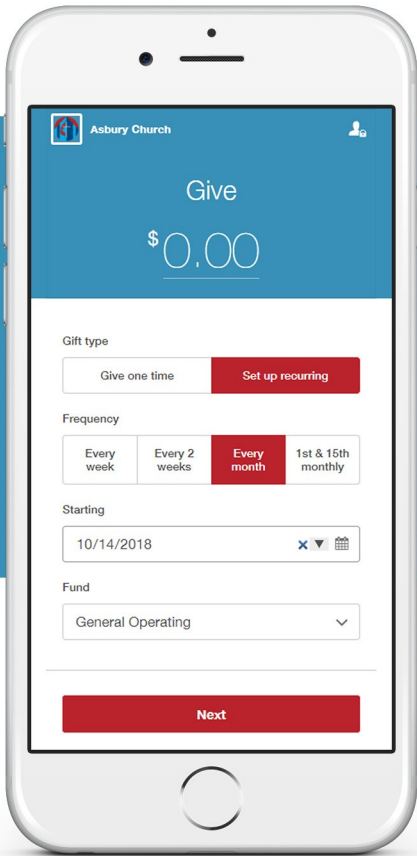 Asbury Church
Give
$0.00
Gift type
Give one time
Set up recurring
Frequency
Every
week
Every 2
weeks
Every
month
1st & 15th
monthly
Starting
10/14/2018
Fund
General Operating
Next